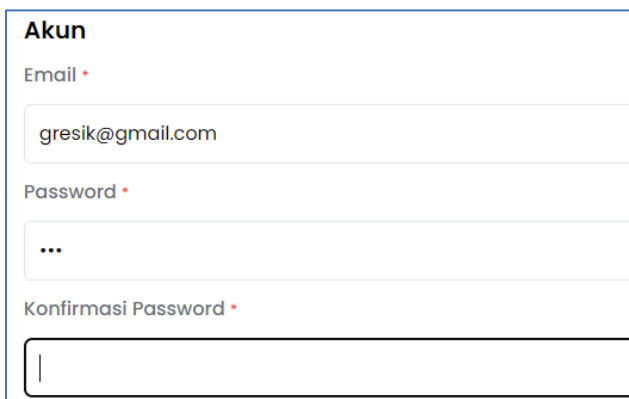 Akun
Email *
gresik@gmail.com
Password *
•••
Konfirmasi Password *